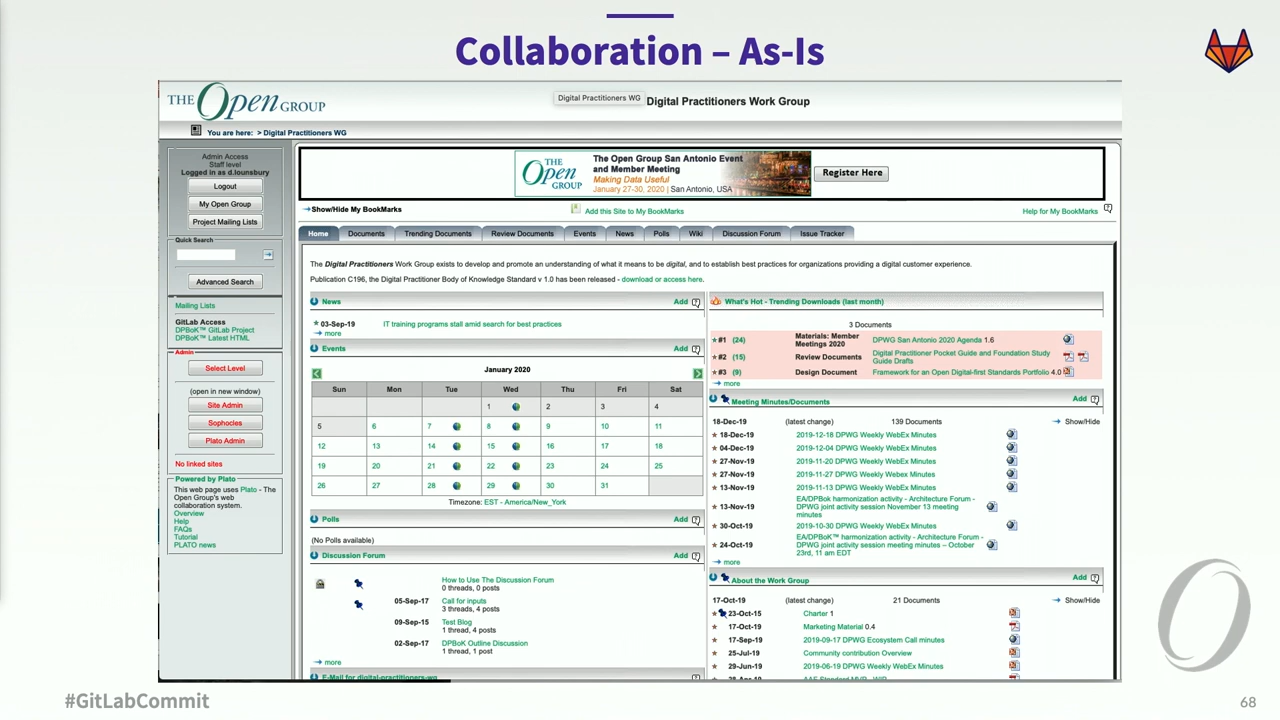 Collaboration – As-Is
THE Open GROUP
Digital Practitioners WG
Digital Practitioners Work Group
You are here: > Digital Practitioners WG
Admin Access
Staff level
Logged in as d.lounsbury
Logout
My Open Group
Project Mailing Lists
Quick Search
Advanced Search
Mailing Lists
GitLab Access
DPBoK™ GitLab Project
DPBoK™ Latest HTML
Admin
Select Level
(open in new window)
Site Admin
Sophocles
Plato Admin
No linked sites
Powered by Plato
This web page uses Plato - The
Open Group's web
collaboration system.
Overview
Help
FAQs
Tutorial
PLATO news
THE Open GROUP
The Open Group San Antonio Event
and Member Meeting
Making Data Useful
January 27-30, 2020 | San Antonio, USA
Register Here
Show/Hide My BookMarks
Add this Site to My BookMarks
Help for My BookMarks
Home Documents Trending Documents Review Documents Events News Polls Wiki Discussion Forum Issue Tracker
The Digital Practitioners Work Group exists to develop and promote an understanding of what it means to be digital, and to establish best practices for organizations providing a digital customer experience.
Publication C196, the Digital Practitioner Body of Knowledge Standard v 1.0 has been released - download or access here.
News Add
03-Sep-19 IT training programs stall amid search for best practices
more
Events Add
January 2020
Sun Mon Tue Wed Thu Fri Sat
1 2 3 4
5 6 7 8 9 10 11
12 13 14 15 16 17 18
19 20 21 22 23 24 25
26 27 28 29 30 31
Timezone: EST - America/New_York
Polls Add
(No Polls available)
Discussion Forum Add
How to Use The Discussion Forum
0 threads, 0 posts
05-Sep-17 Call for inputs
3 threads, 4 posts
09-Sep-15 Test Blog
1 thread, 4 posts
02-Sep-17 DPBoK Outline Discussion
1 thread, 1 post
more
E-Mail for digital-practitioners-wg
What's Hot - Trending Downloads (last month)
3 Documents
#1 (24) Materials: Member Meetings 2020 DPWG San Antonio 2020 Agenda 1.6
#2 (15) Review Documents Digital Practitioner Pocket Guide and Foundation Study Guide Drafts
#3 (9) Design Document Framework for an Open Digital-first Standards Portfolio 4.0
more
Meeting Minutes/Documents Add
18-Dec-19 (latest change) 139 Documents Show/Hide
18-Dec-19 2019-12-18 DPWG Weekly WebEx Minutes
04-Dec-19 2019-12-04 DPWG Weekly WebEx Minutes
27-Nov-19 2019-11-20 DPWG Weekly WebEx Minutes
27-Nov-19 2019-11-27 DPWG Weekly Webex Minutes
13-Nov-19 2019-11-13 DPWG Weekly WebEx Minutes
13-Nov-19 EA/DPBok harmonization activity - Architecture Forum -
DPWG joint activity session November 13 meeting
minutes
30-Oct-19 2019-10-30 DPWG Weekly WebEx Minutes
24-Oct-19 EA/DPBoK™ harmonization activity - Architecture Forum -
DPWG joint activity session meeting minutes – October
23rd, 11 am EDT
more
About the Work Group Add
17-Oct-19 (latest change) 21 Documents Show/Hide
23-Oct-15 Charter 1
17-Oct-19 Marketing Material 0.4
17-Sep-19 2019-09-17 DPWG Ecosystem Call minutes
25-Jul-19 Community contribution Overview
29-Jun-19 2019-06-19 DPWG Weekly WebEx Minutes
#GitLabCommit
68